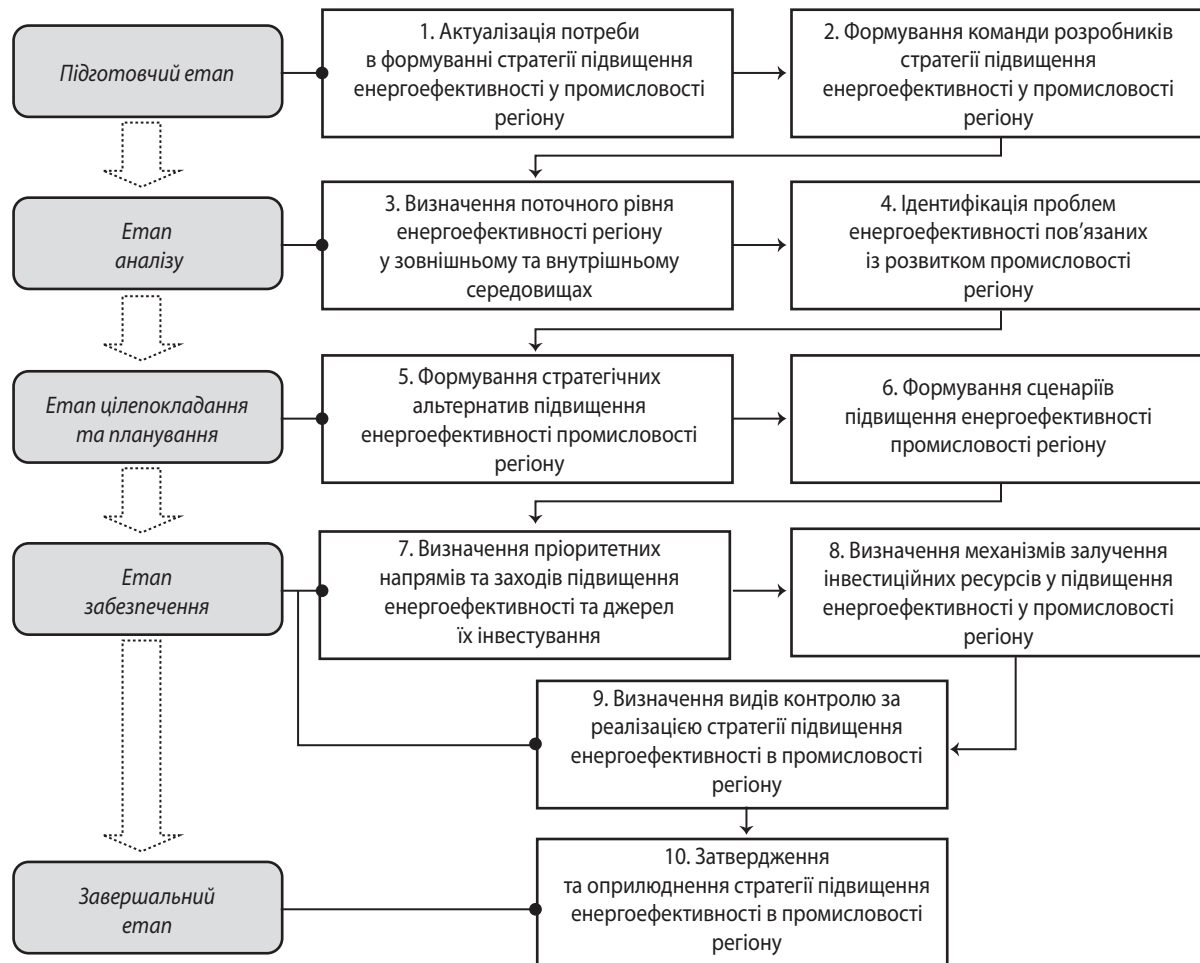 Підготовчий етап
1. Актуалізація потреби
в формуванні стратегії підвищення
енергоефективності у промисловості
регіону
2. Формування команди розробників
стратегії підвищення
енергоефективності у промисловості
регіону
Етап
аналізу
3. Визначення поточного рівня
енергоефективності регіону
у зовнішньому та внутрішньому
середовищах
4. Ідентифікація проблем
енергоефективності пов’язаних
із розвитком промисловості
регіону
Етап цілепокладання
та планування
5. Формування стратегічних
альтернатив підвищення
енергоефективності промисловості
регіону
6. Формування сценаріїв
підвищення енергоефективності
промисловості регіону
Етап
забезпечення
7. Визначення пріоритетних
напрямів та заходів підвищення
енергоефективності та джерел
їх інвестування
8. Визначення механізмів залучення
інвестиційних ресурсів у підвищення
енергоефективності у промисловості
регіону
9. Визначення видів контролю за
реалізацією стратегії підвищення
енергоефективності в промисловості
регіону
Завершальний
етап
10. Затвердження
та оприлюднення стратегії підвищення
енергоефективності в промисловості
регіону